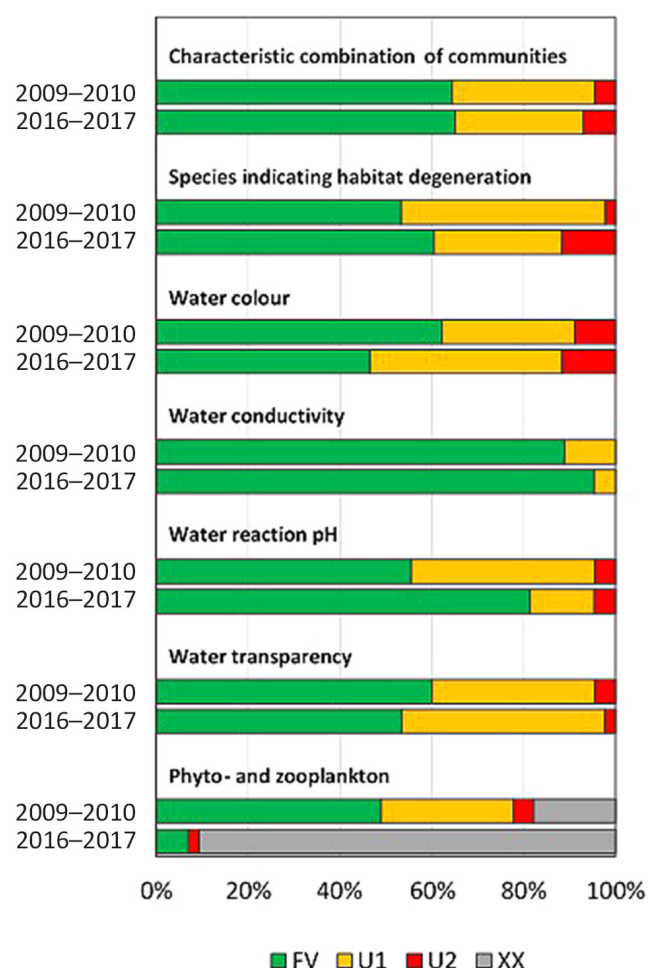 Characteristic combination of communities
2009–2010
2016–2017
Species indicating habitat degeneration
2009–2010
2016–2017
Water colour
2009–2010
2016–2017
Water conductivity
2009–2010
2016–2017
Water reaction pH
2009–2010
2016–2017
Water transparency
2009–2010
2016–2017
Phyto- and zooplankton
2009–2010
2016–2017
0% 20% 40% 60% 80% 100%
FV U1 U2 XX